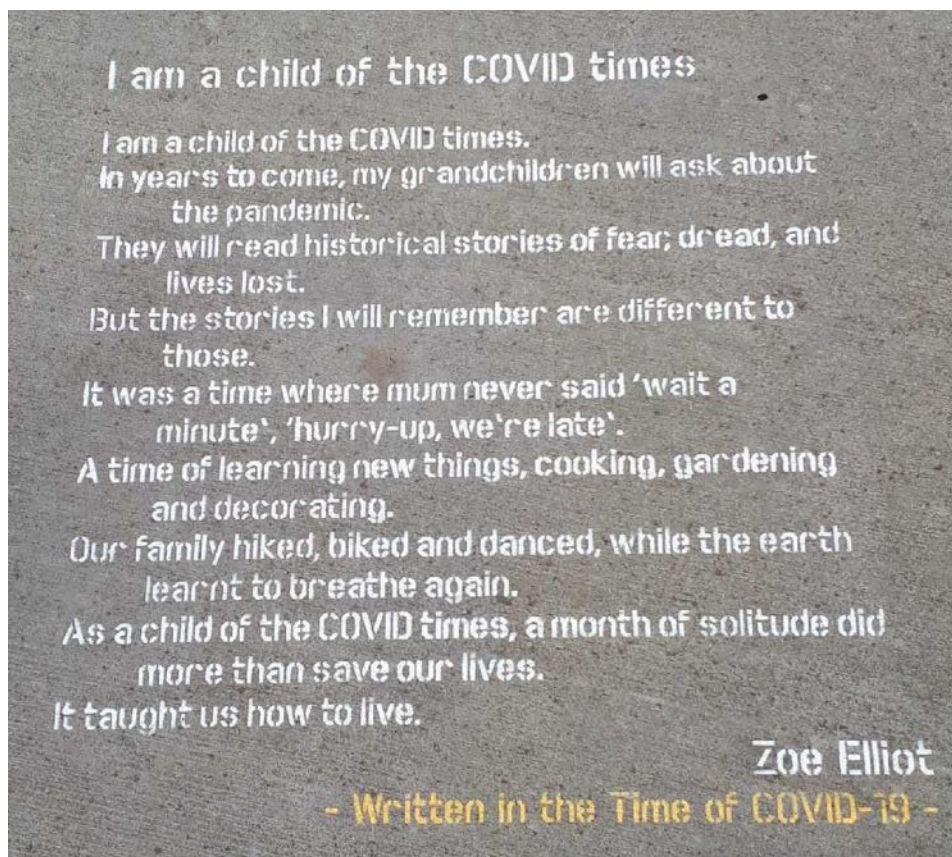 I am a child of the COVID times
I am a child of the COVID times.
In years to come, my grandchildren will ask about
the pandemic.
They will read historical stories of fear, dread, and
lives lost.
But the stories I will remember are different to
those.
It was a time where mum never said ‘wait a
minute‘, ‘hurry-up, we‘re late‘.
A time of learning new things, cooking, gardening
and decorating.
Our family hiked, biked and danced, while the earth
learnt to breathe again.
As a child of the COVID times, a month of solitude did
more than save our lives.
It taught us how to live.
Zoe Elliot
- Written in the Time of COVID-19 -